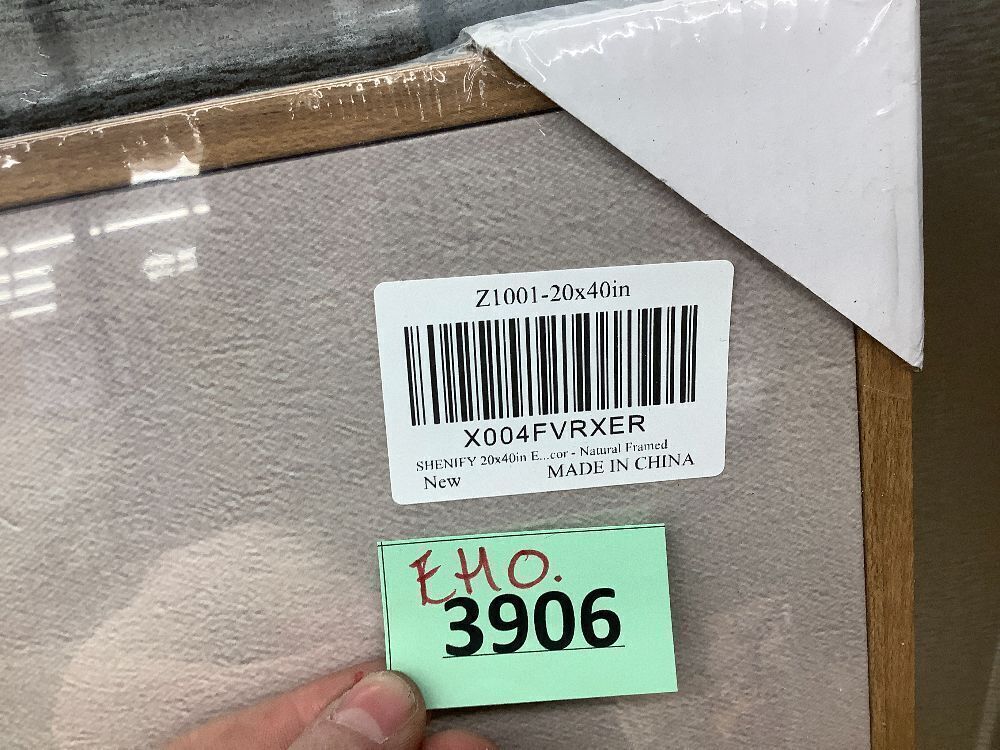 Z1001-20x40in
X004FVRXER
SHENIFY 20x40in E...cor - Natural Framed
New
MADE IN CHINA
EHO.
3906